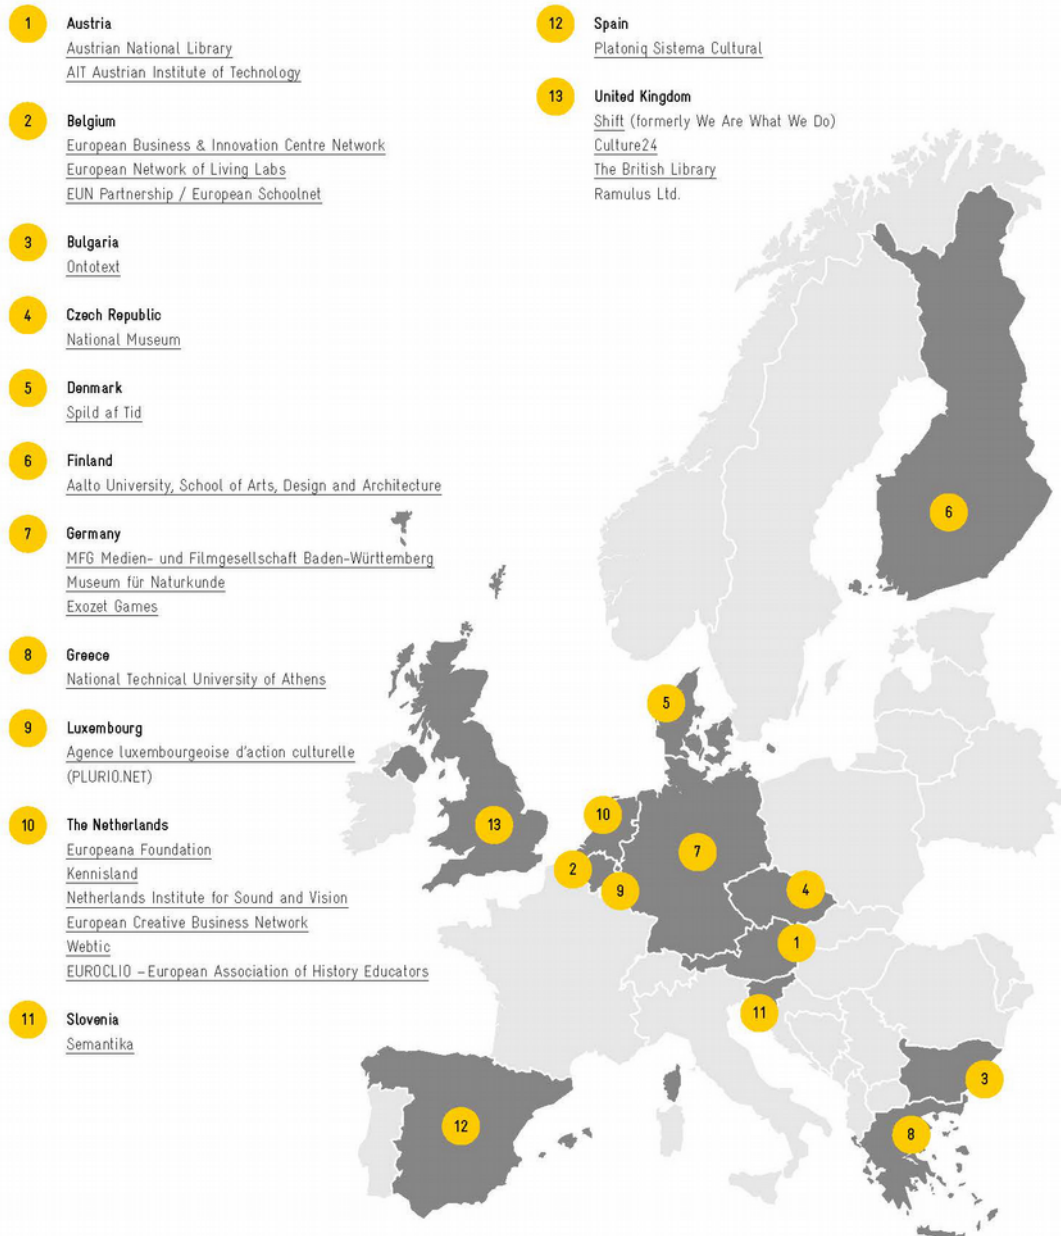 1 Austria
Austrian National Library
AIT Austrian Institute of Technology
2 Belgium
European Business & Innovation Centre Network
European Network of Living Labs
EUN Partnership / European Schoolnet
3 Bulgaria
Ontotext
4 Czech Republic
National Museum
5 Denmark
Spild af Tid
6 Finland
Aalto University, School of Arts, Design and Architecture
7 Germany
MFG Medien- und Filmgesellschaft Baden-Württemberg
Museum für Naturkunde
Exozet Games
8 Greece
National Technical University of Athens
9 Luxembourg
Agence luxembourgeoise d'action culturelle
(PLURIO.NET)
10 The Netherlands
Europeana Foundation
Kennisland
Netherlands Institute for Sound and Vision
European Creative Business Network
Webtic
EUROCLIO – European Association of History Educators
11 Slovenia
Semantika
12 Spain
Platoniq Sistema Cultural
13 United Kingdom
Shift (formerly We Are What We Do)
Culture24
The British Library
Ramulus Ltd.
6
5
10
13
7
2
9
4
1
11
3
12
8